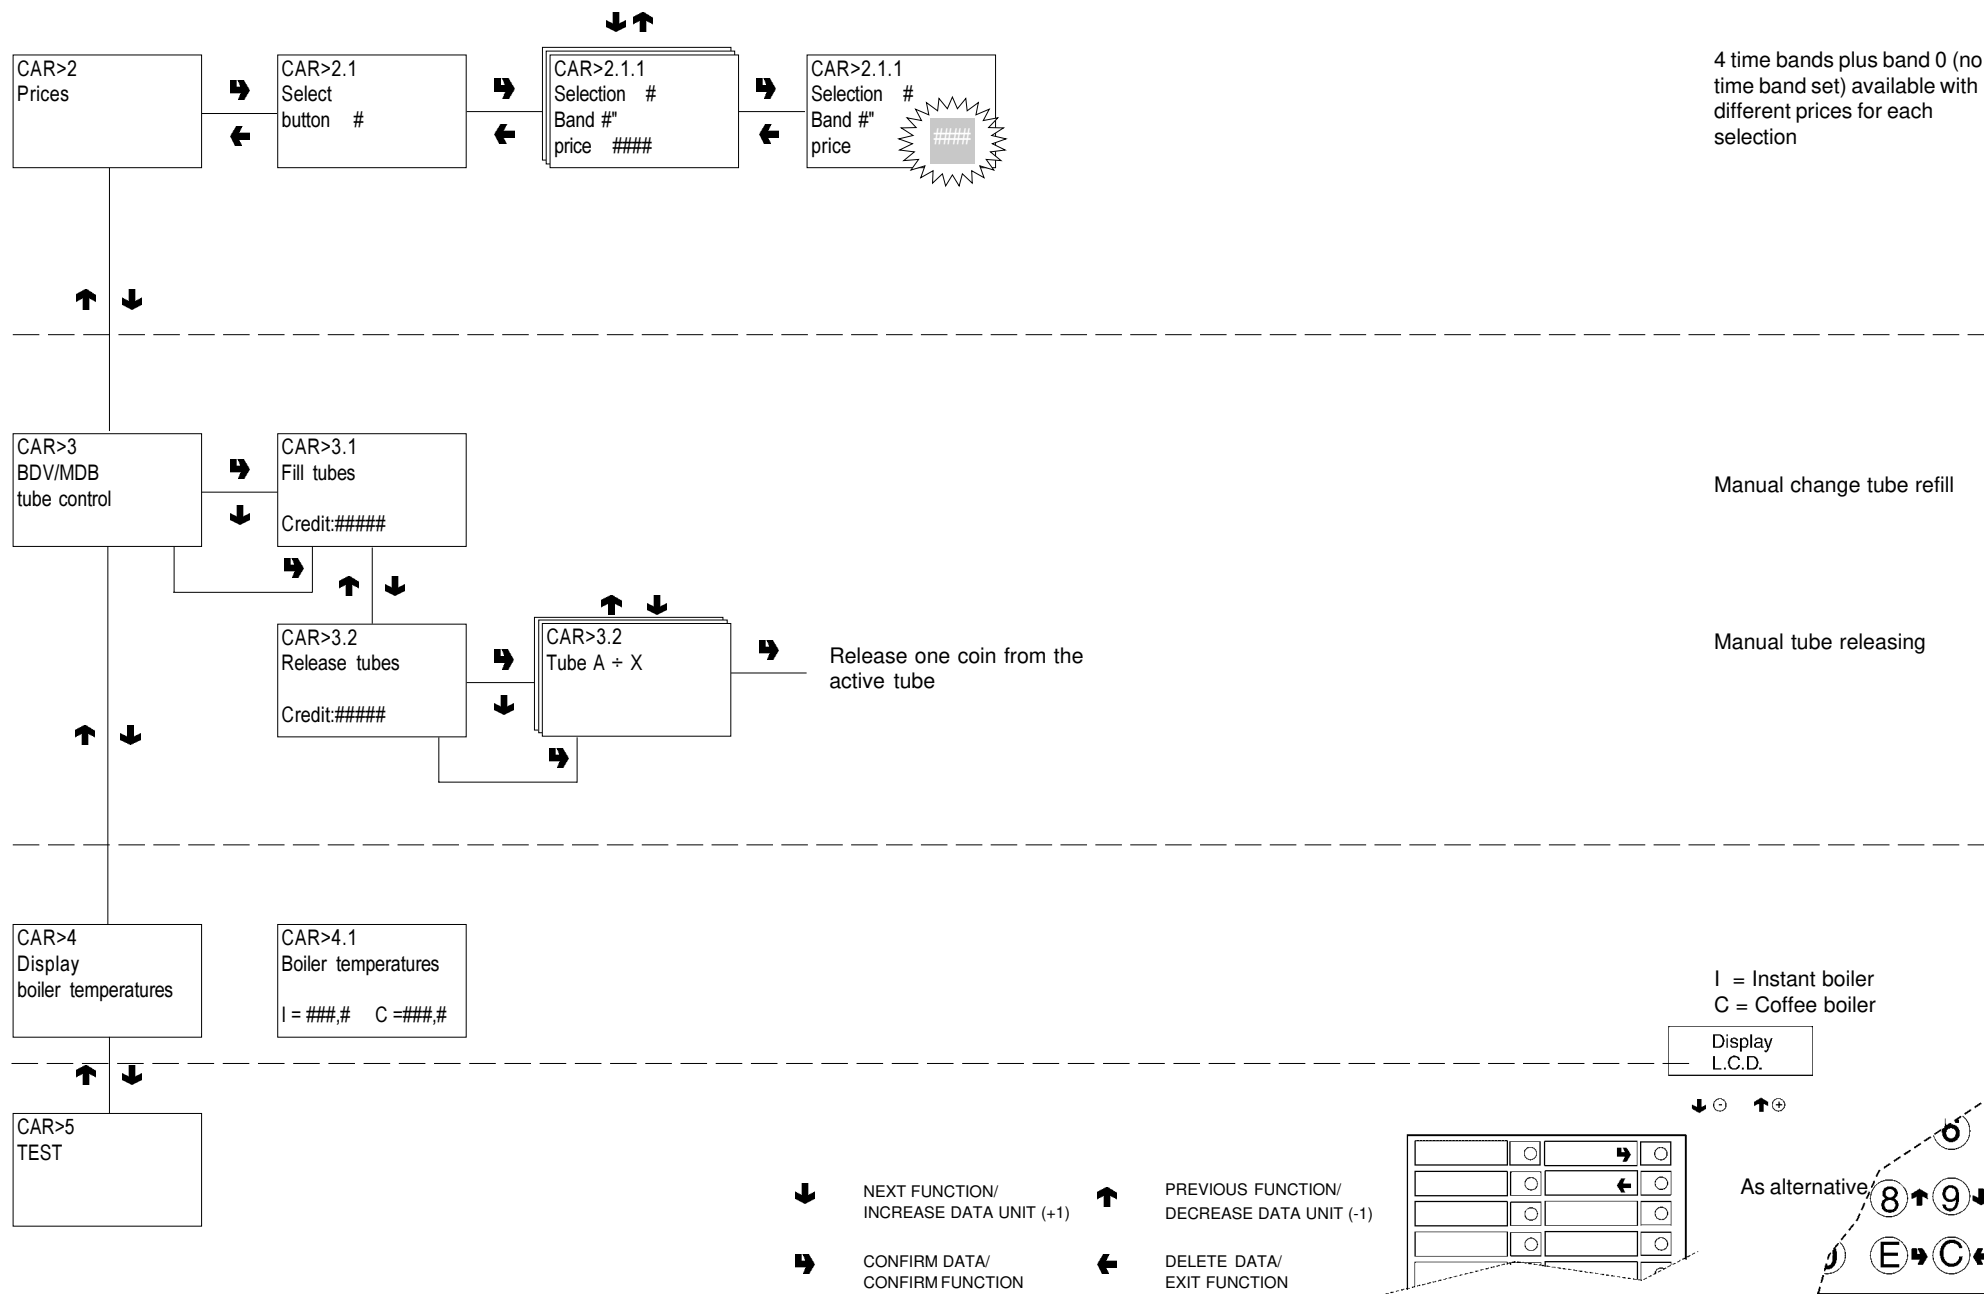 CAR>2
Prices
CAR>2.1
Select
button #
CAR>2.1.1
Selection #
Band #"
price ####
CAR>2.1.1
Selection #
Band #"
price
####
4 time bands plus band 0 (no
time band set) available with
different prices for each
selection
CAR>3
BDV/MDB
tube control
CAR>3.1
Fill tubes
Credit:#####
Manual change tube refill
CAR>3.2
Release tubes
Credit:#####
CAR>3.2
Tube A ÷ X
Release one coin from the
active tube
Manual tube releasing
CAR>4
Display
boiler temperatures
CAR>4.1
Boiler temperatures
I = ###,# C =###,#
I = Instant boiler
C = Coffee boiler
Display
L.C.D.
- +
CAR>5
TEST
NEXT FUNCTION/
INCREASE DATA UNIT (+1)
PREVIOUS FUNCTION/
DECREASE DATA UNIT (-1)
CONFIRM DATA/
CONFIRM FUNCTION
DELETE DATA/
EXIT FUNCTION
As alternative
6
8 9
E C